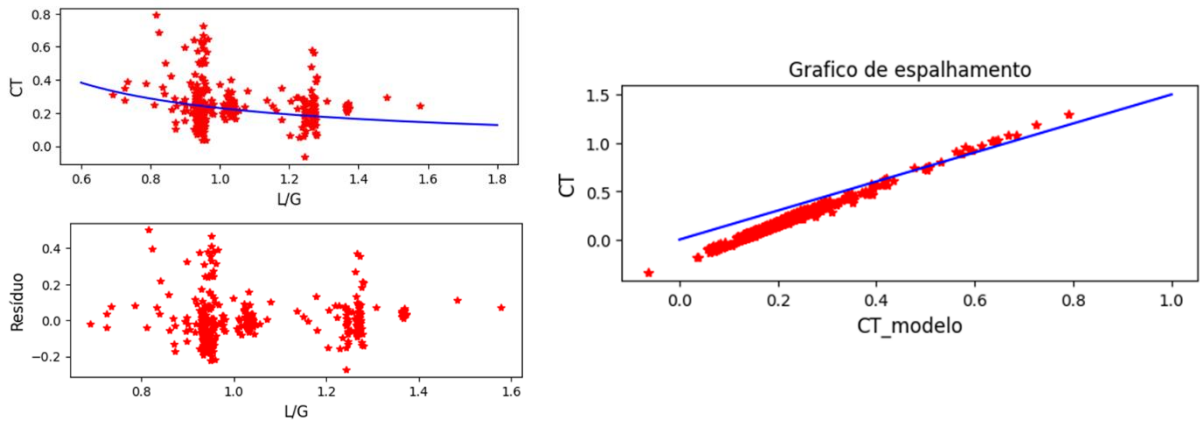 0.8
0.6
0.4
0.2
0.0
CT
0.6 0.8 1.0 1.2 1.4 1.6 1.8
L/G
0.4
0.2
0.0
−0.2
Resíduo
0.8 1.0 1.2 1.4 1.6
L/G
Grafico de espalhamento
1.5
1.0
0.5
0.0
CT
0.0 0.2 0.4 0.6 0.8 1.0
CT_modelo